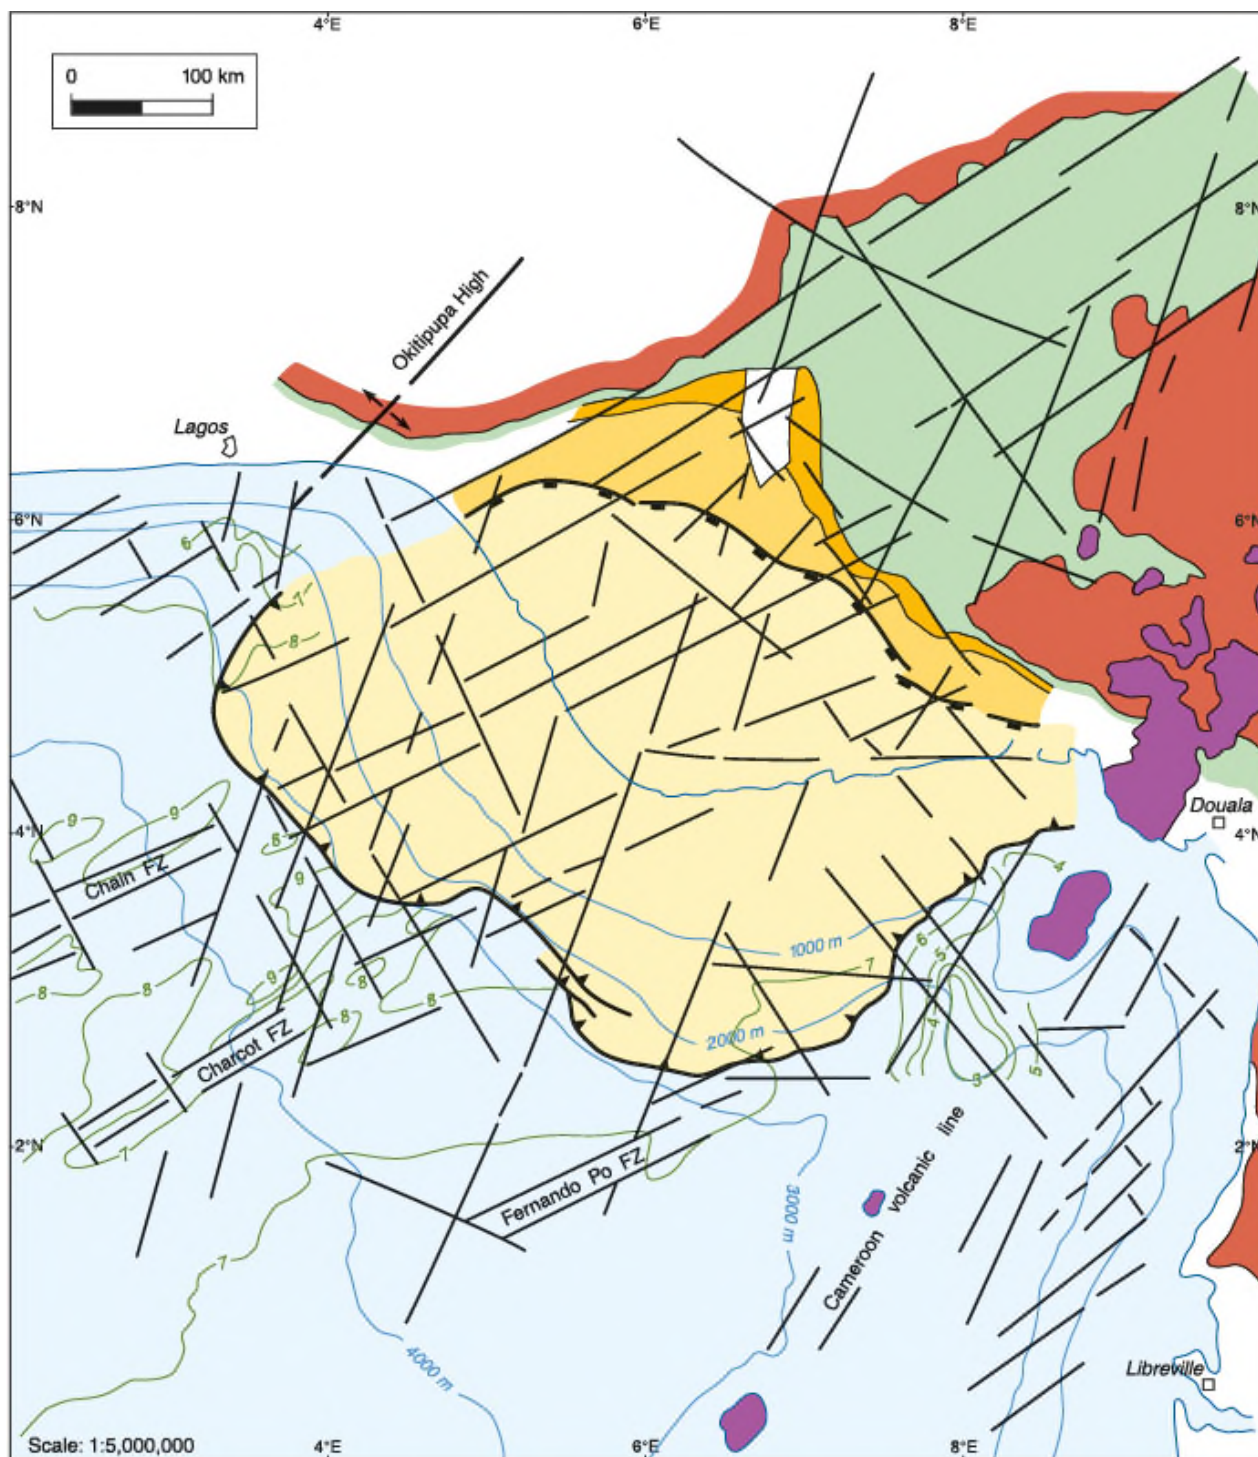 4°E 6°E 8°E
0 100 km
8°N 8°N
Okitipupa High
Lagos
6°N 6°N
6
7
8
Douala
4°N 4°N
9 9
8
Chain FZ
9
4
6
5
1000 m
7
8 8 9 8 8
4
2000 m
8
Charcot FZ
3 5
7
2°N 2°N
Fernando Po FZ
3000 m
Cameroon volcanic line
7
4000 m
Libreville
Scale: 1:5,000,000
4°E 6°E 8°E